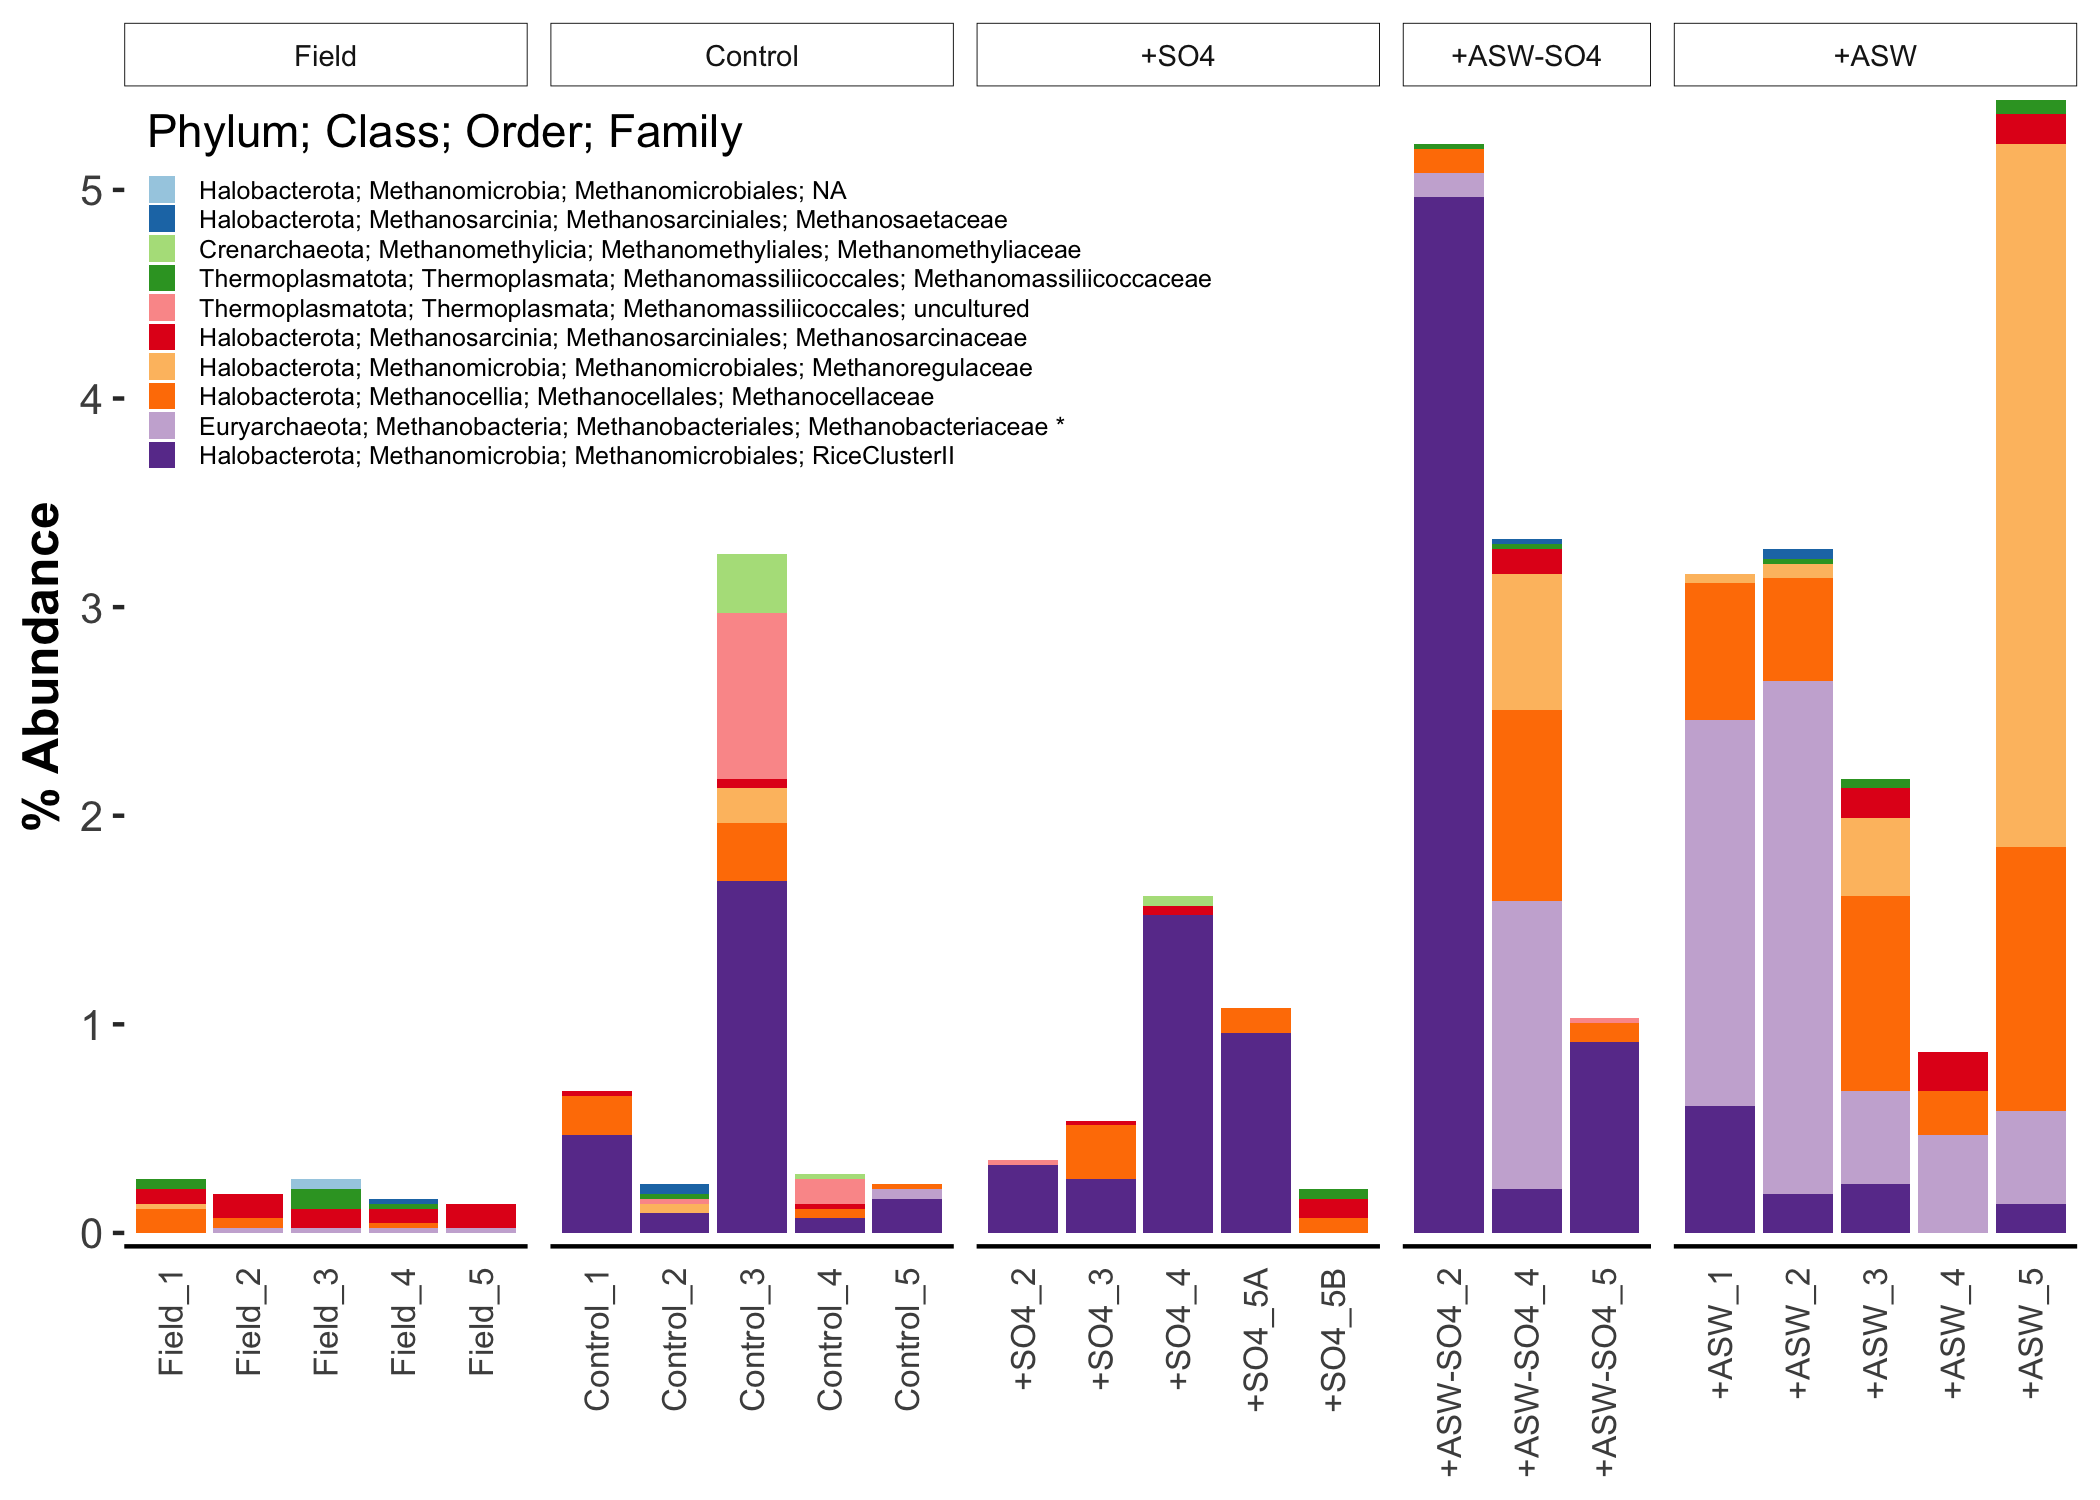 Field
Control
+SO4
+ASW-SO4
+ASW
Phylum; Class; Order; Family
Halobacterota; Methanomicrobia; Methanomicrobiales; NA
Halobacterota; Methanosarcinia; Methanosarciniales; Methanosaetaceae
Crenarchaeota; Methanomethylicia; Methanomethyliales; Methanomethyliaceae
Thermoplasmatota; Thermoplasmata; Methanomassiliicoccales; Methanomassiliicoccaceae
Thermoplasmatota; Thermoplasmata; Methanomassiliicoccales; uncultured
Halobacterota; Methanosarcinia; Methanosarciniales; Methanosarcinaceae
Halobacterota; Methanomicrobia; Methanomicrobiales; Methanoregulaceae
Halobacterota; Methanocellia; Methanocellales; Methanocellaceae
Euryarchaeota; Methanobacteria; Methanobacteriales; Methanobacteriaceae *
Halobacterota; Methanomicrobia; Methanomicrobiales; RiceClusterII
% Abundance
5
4
3
2
1
0
Field_1
Field_2
Field_3
Field_4
Field_5
Control_1
Control_2
Control_3
Control_4
Control_5
+SO4_2
+SO4_3
+SO4_4
+SO4_5A
+SO4_5B
+ASW-SO4_2
+ASW-SO4_4
+ASW-SO4_5
+ASW_1
+ASW_2
+ASW_3
+ASW_4
+ASW_5